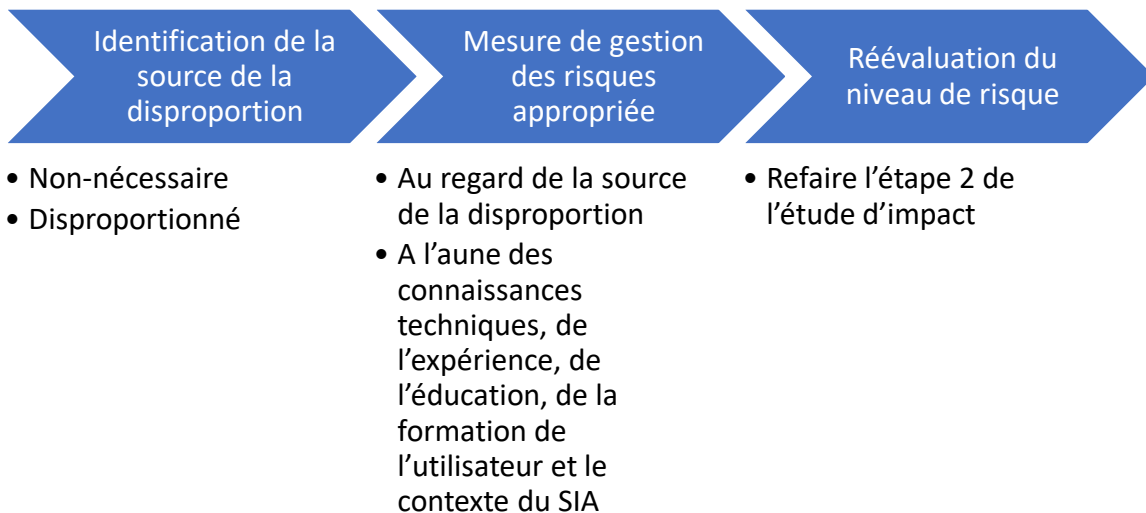 Identification de la
source de la
disproportion
• Non-nécessaire
• Disproportionné
Mesure de gestion
des risques
appropriée
• Au regard de la source
de la disproportion
• A l’aune des
connaissances
techniques, de
l’expérience, de
l’éducation, de la
formation de
l’utilisateur et le
contexte du SIA
Réévaluation du
niveau de risque
• Refaire l’étape 2 de
l’étude d’impact